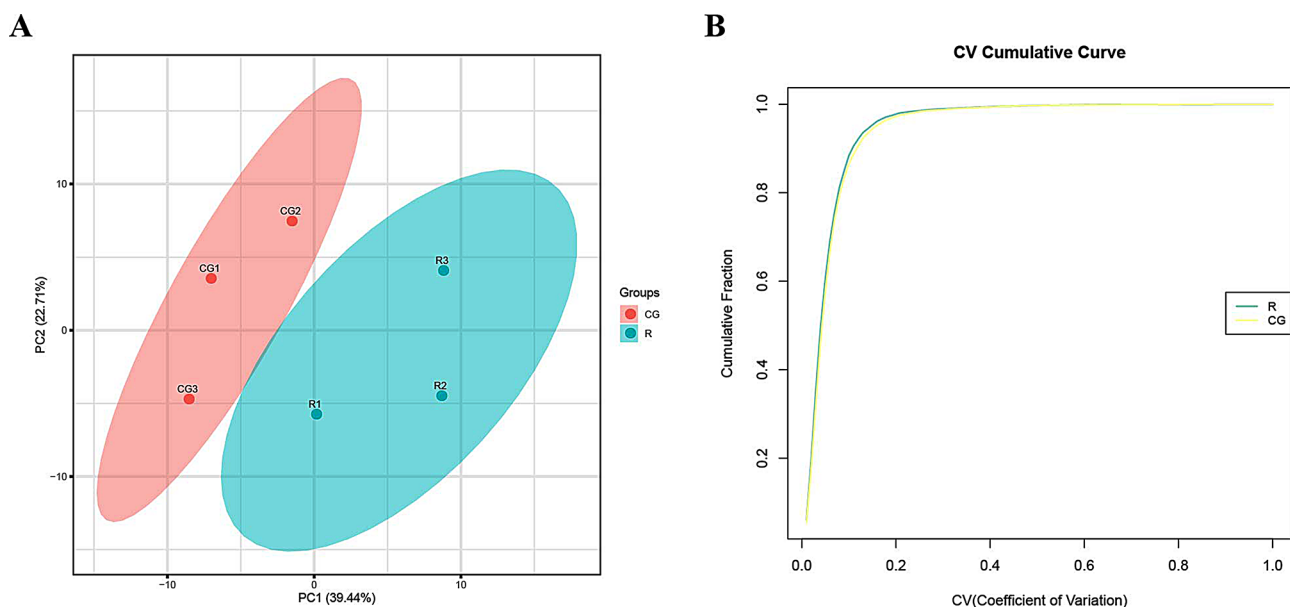 A
10
0
−10
PC2 (22.71%)
CG2
CG1
R3
CG3
R2
R1
−10
0
10
PC1 (39.44%)
Groups
CG
R
B
CV Cumulative Curve
1.0
0.8
0.6
0.4
0.2
Cumulative Fraction
R
CG
0.0
0.2
0.4
0.6
0.8
1.0
CV(Coefficient of Variation)